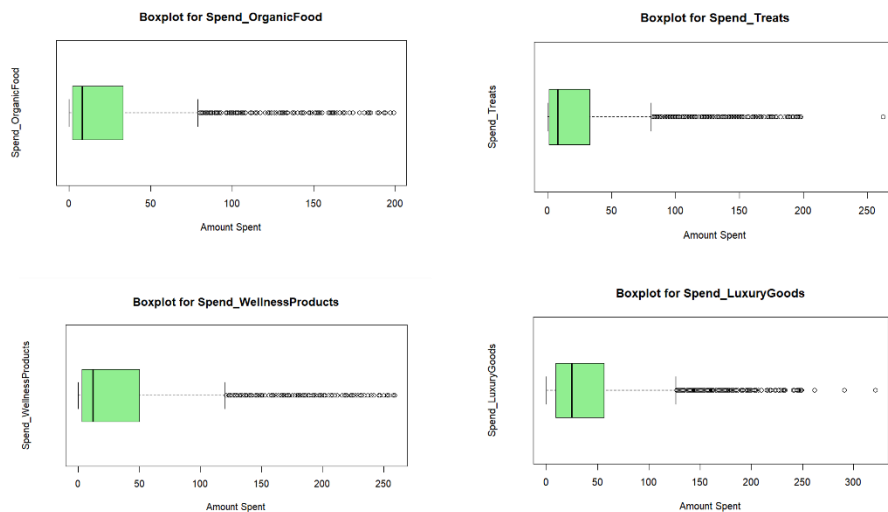 Boxplot for Spend_OrganicFood
Spend_OrganicFood
0 50 100 150 200
Amount Spent
Boxplot for Spend_Treats
Spend_Treats
0 50 100 150 200 250
Amount Spent
Boxplot for Spend_WellnessProducts
Spend_WellnessProducts
0 50 100 150 200 250
Amount Spent
Boxplot for Spend_LuxuryGoods
Spend_LuxuryGoods
0 50 100 150 200 250 300
Amount Spent